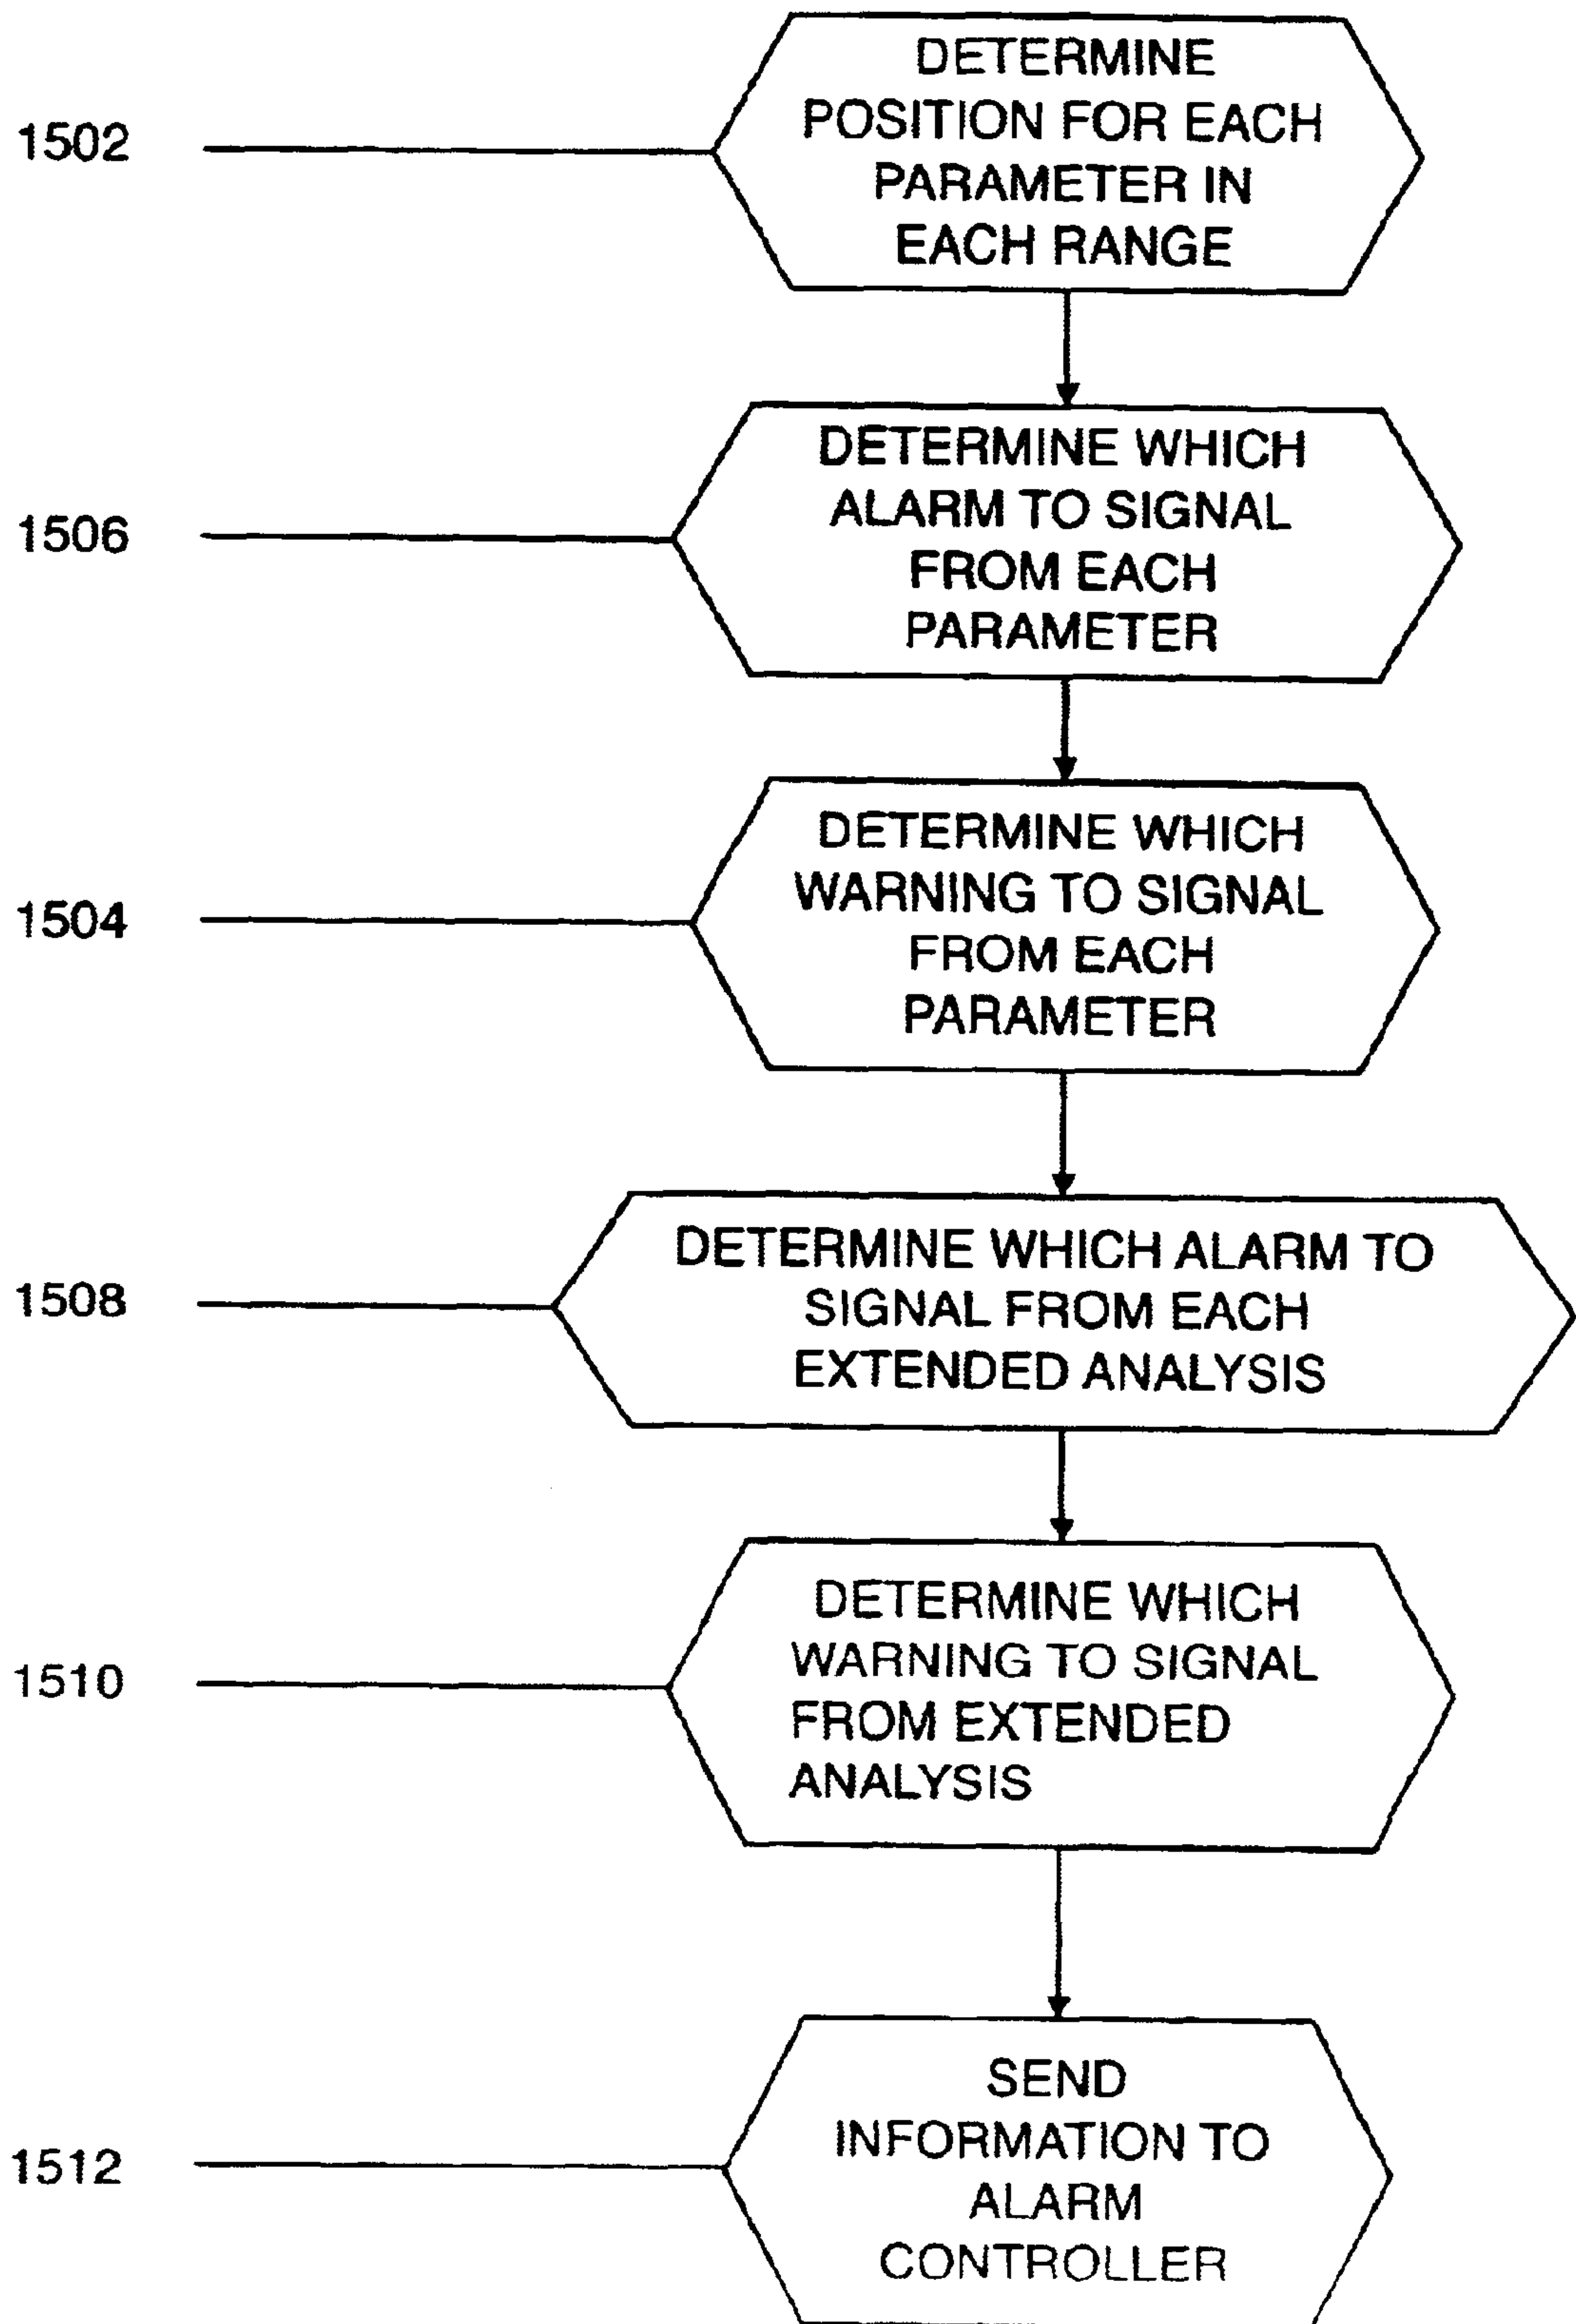 1502
DETERMINE
POSITION FOR EACH
PARAMETER IN
EACH RANGE
1506
DETERMINE WHICH
ALARM TO SIGNAL
FROM EACH
PARAMETER
1504
DETERMINE WHICH
WARNING TO SIGNAL
FROM EACH
PARAMETER
1508
DETERMINE WHICH ALARM TO
SIGNAL FROM EACH
EXTENDED ANALYSIS
1510
DETERMINE WHICH
WARNING TO SIGNAL
FROM EXTENDED
ANALYSIS
1512
SEND
INFORMATION TO
ALARM
CONTROLLER